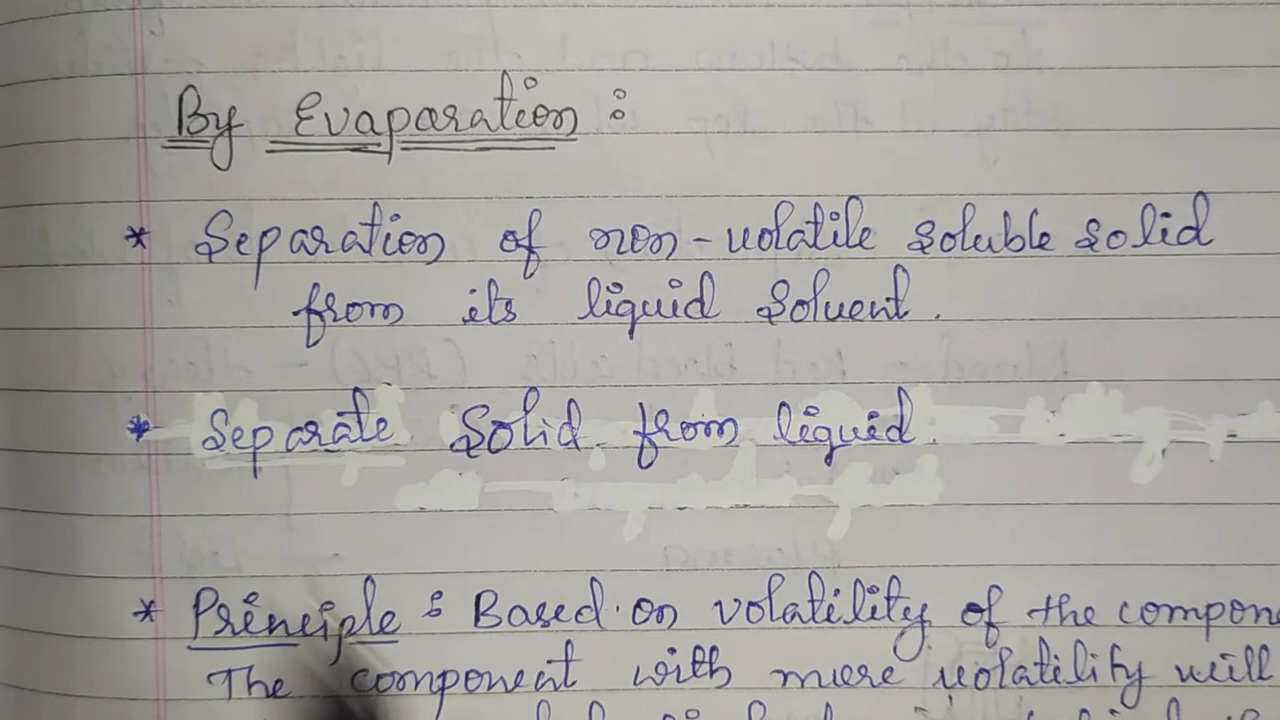 By Evaparation :
* Separation of non-volatile soluble solid
from its liquid solvent.
* Separate Solid from liquid.
* Principle : Based on volatility of the compon
The component with more volatility will